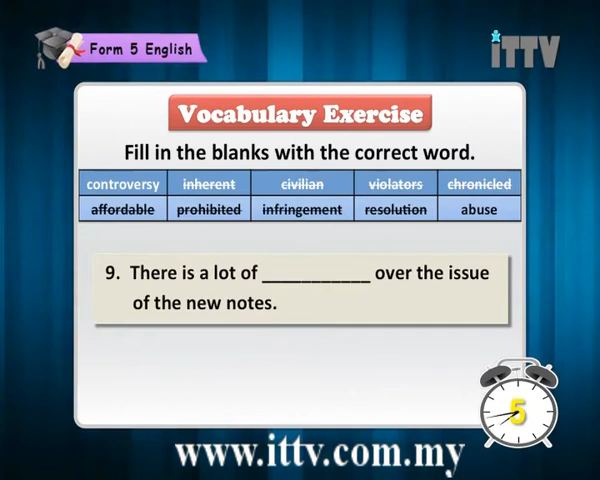 Form 5 English
iTTV
Vocabulary Exercise
Fill in the blanks with the correct word.
controversy inherent civilian violators chronicled
affordable prohibited infringement resolution abuse
9. There is a lot of ___________ over the issue
of the new notes.
5
www.ittv.com.my